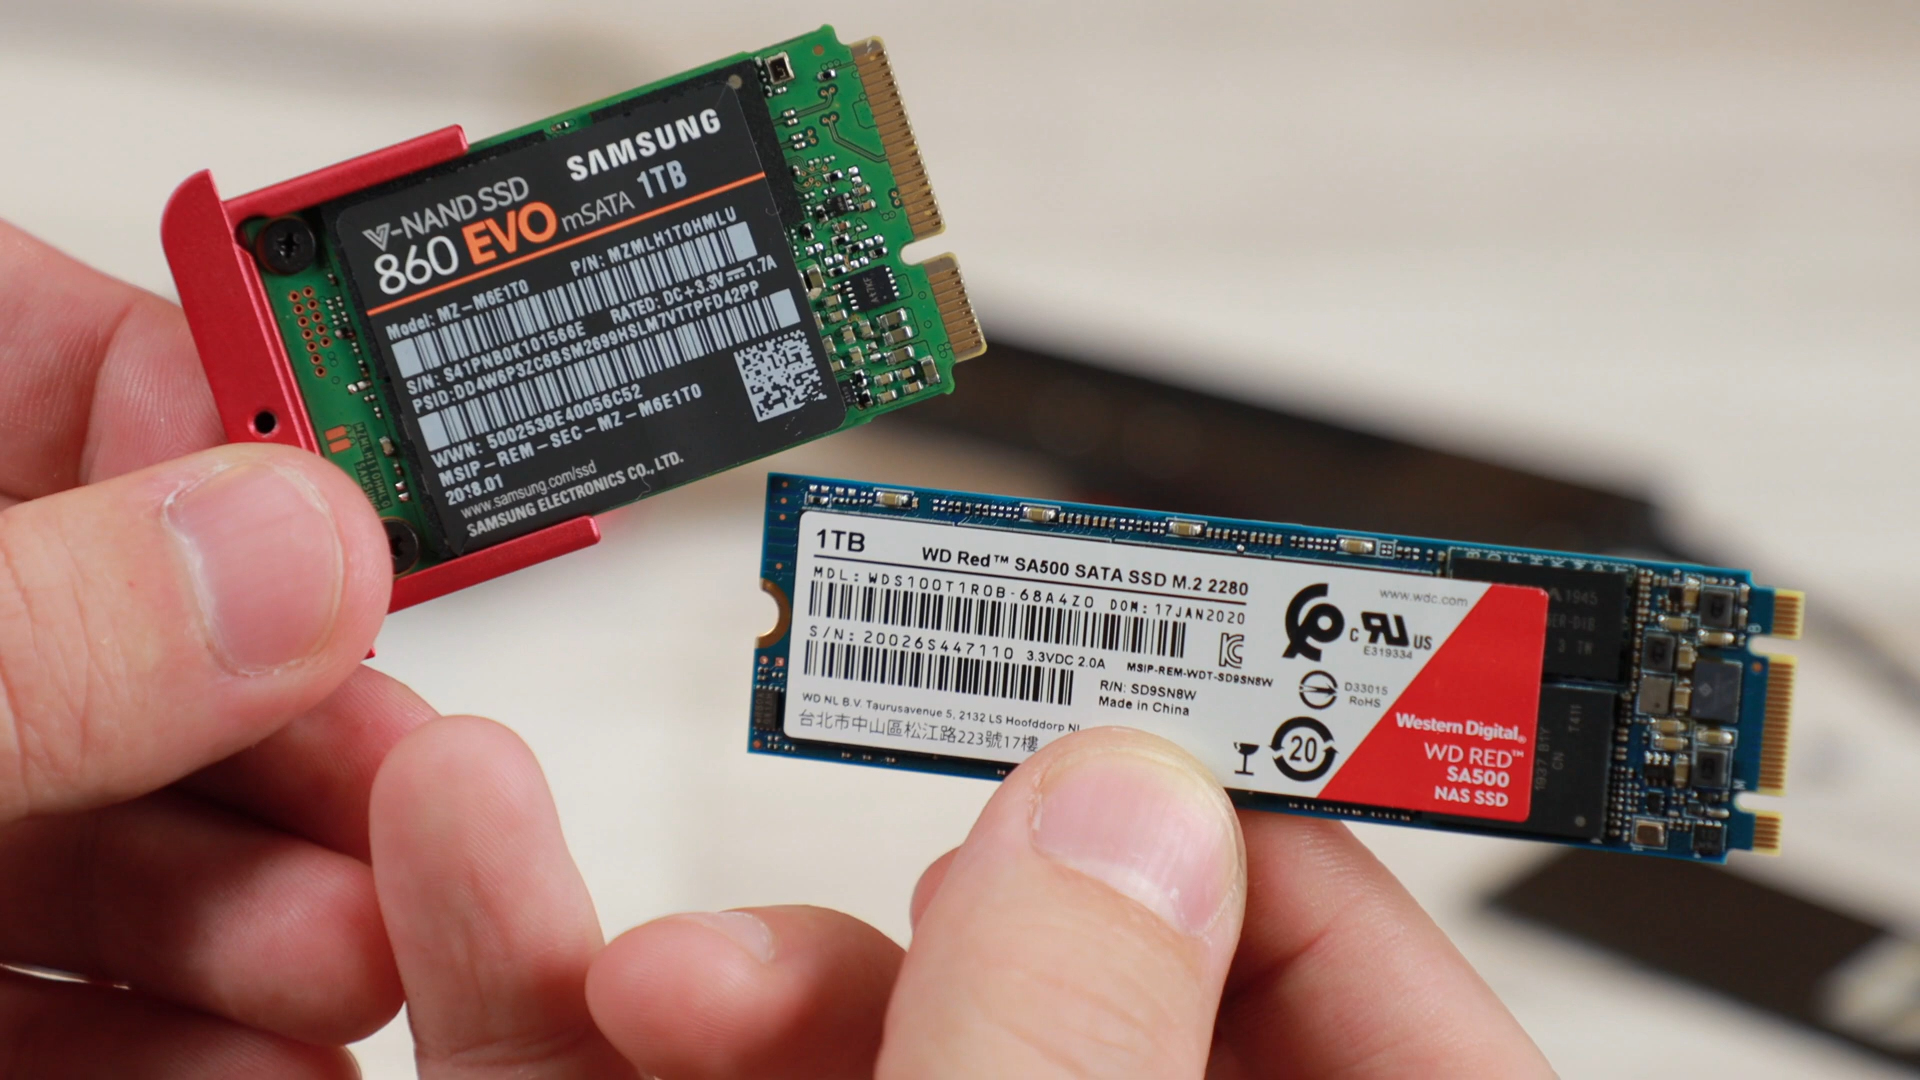 SAMSUNG
V-NAND SSD
860 EVO mSATA 1TB
Model: MZ-M6E1T0 P/N: MZMLH1T0HMLU
S/N: S41PNB0K101566E RATED: DC+3.3V 1.7A
PSID:DD4W6P3ZC6BSM2699HSLM7VTTPFD42PP
WWN: 5002538E40056C52
MSIP-REM-SEC-MZ-M6E1T0
2018.01
www.samsung.com/ssd
SAMSUNG ELECTRONICS CO., LTD.
1TB
WD Red™ SA500 SATA SSD M.2 2280
MDL: WDS100T1R0B-68A4Z0 DOM: 17JAN2020
S/N: 20026S447110 3.3VDC 2.0A
MSIP-REM-WDT-SD9SN8W
R/N: SD9SN8W
Made in China
WD NL B.V. Taurusavenue 5, 2132 LS Hoofddorp NL
台北市中山區松江路223號17樓
www.wdc.com
c RU US
E319334
D33015
RoHS
20
Western Digital®
WD RED™
SA500
NAS SSD
1945